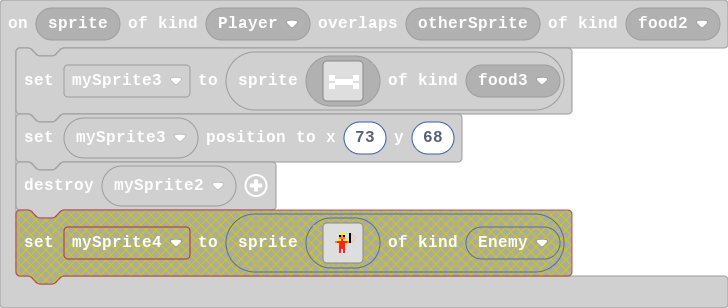 on sprite of kind Player overlaps otherSprite of kind food2
set mySprite3 to sprite of kind food3
set mySprite3 position to x 73 y 68
destroy mySprite2
set mySprite4 to sprite of kind Enemy